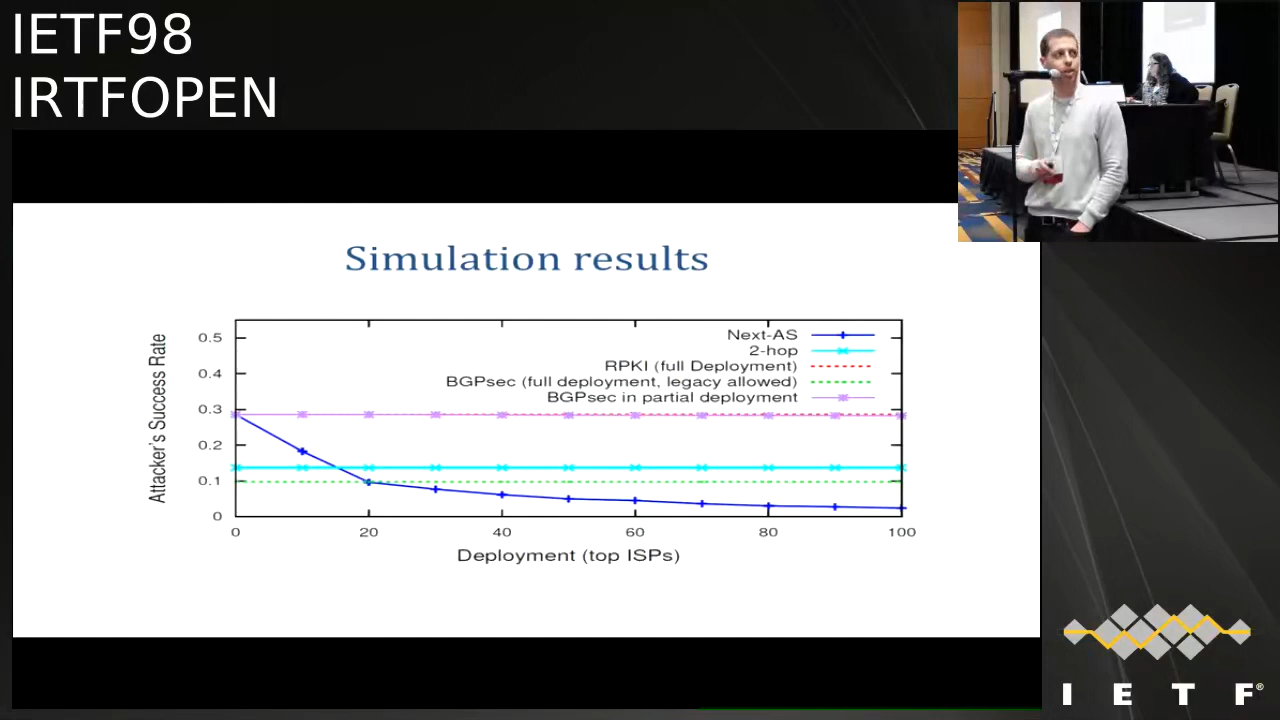 IETF98
IRTFOPEN
Simulation results
Attacker's Success Rate
0.5
0.4
0.3
0.2
0.1
0
Next-AS
2-hop
RPKI (full Deployment)
BGPsec (full deployment, legacy allowed)
BGPsec in partial deployment
0 20 40 60 80 100
Deployment (top ISPs)
I E T F®